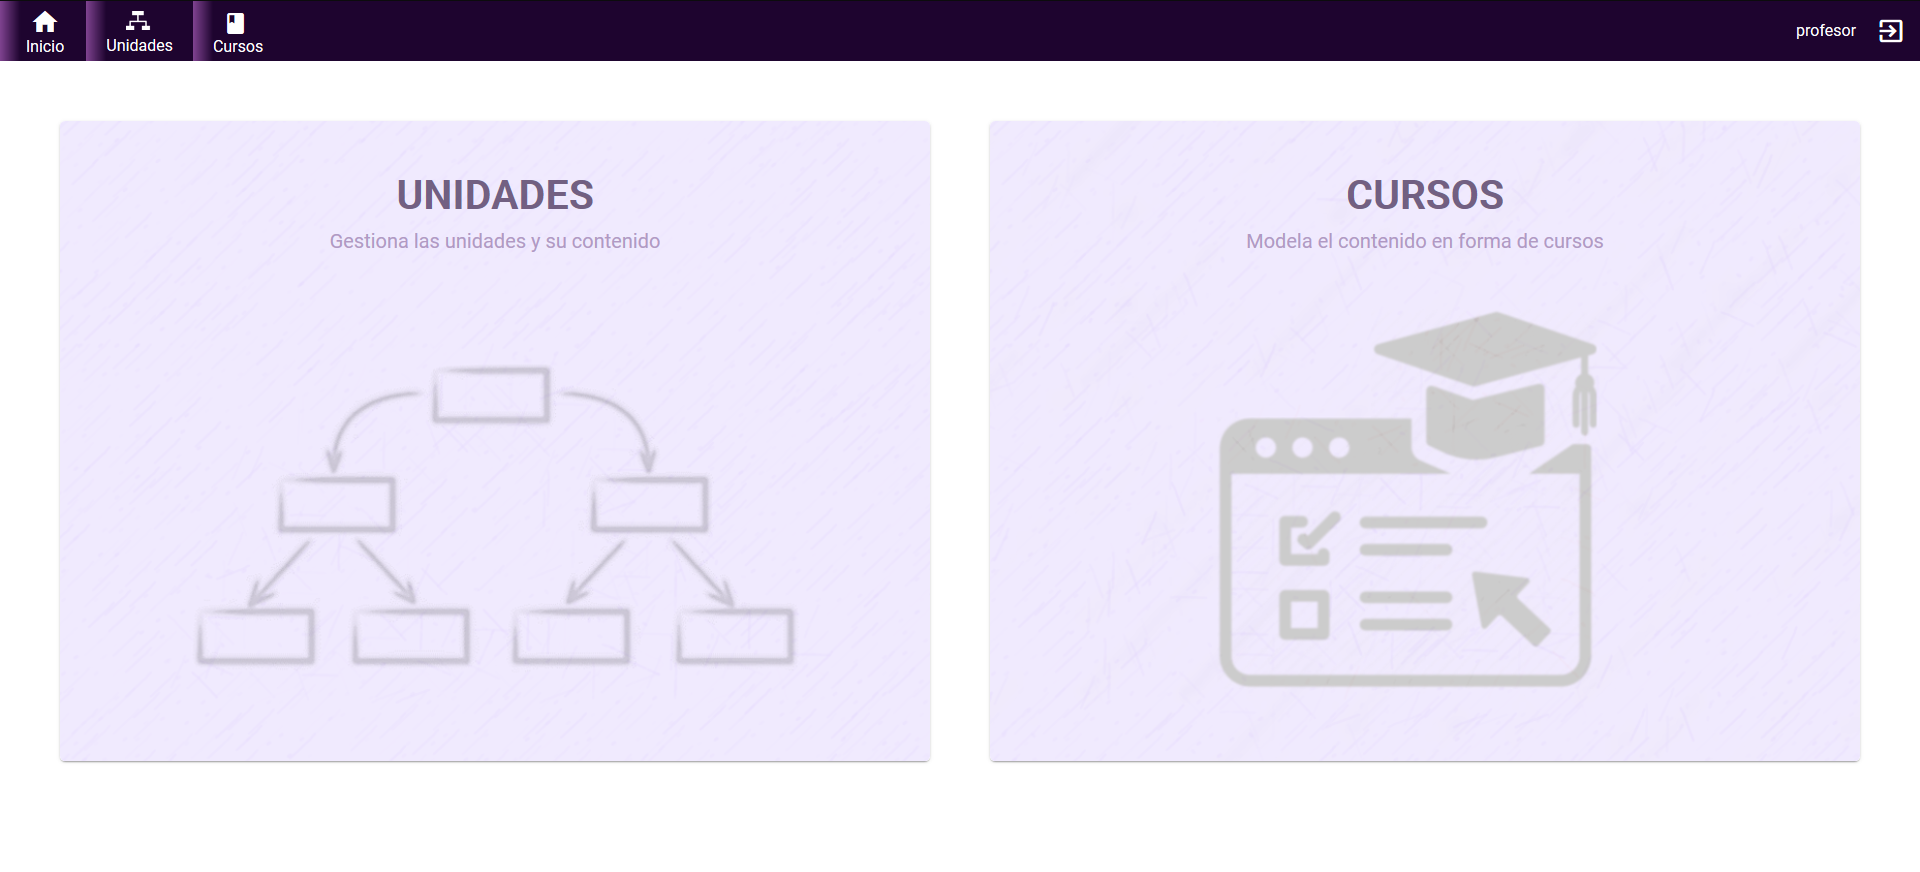 Inicio
Unidades
Cursos
profesor
UNIDADES
Gestiona las unidades y su contenido
CURSOS
Modela el contenido en forma de cursos